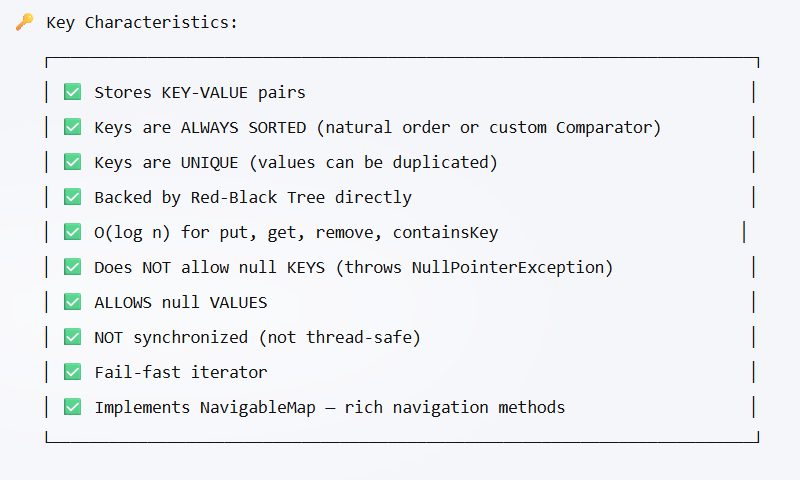 🔑 Key Characteristics:
✅ Stores KEY-VALUE pairs
✅ Keys are ALWAYS SORTED (natural order or custom Comparator)
✅ Keys are UNIQUE (values can be duplicated)
✅ Backed by Red-Black Tree directly
✅ O(log n) for put, get, remove, containsKey
✅ Does NOT allow null KEYS (throws NullPointerException)
✅ ALLOWS null VALUES
✅ NOT synchronized (not thread-safe)
✅ Fail-fast iterator
✅ Implements NavigableMap — rich navigation methods